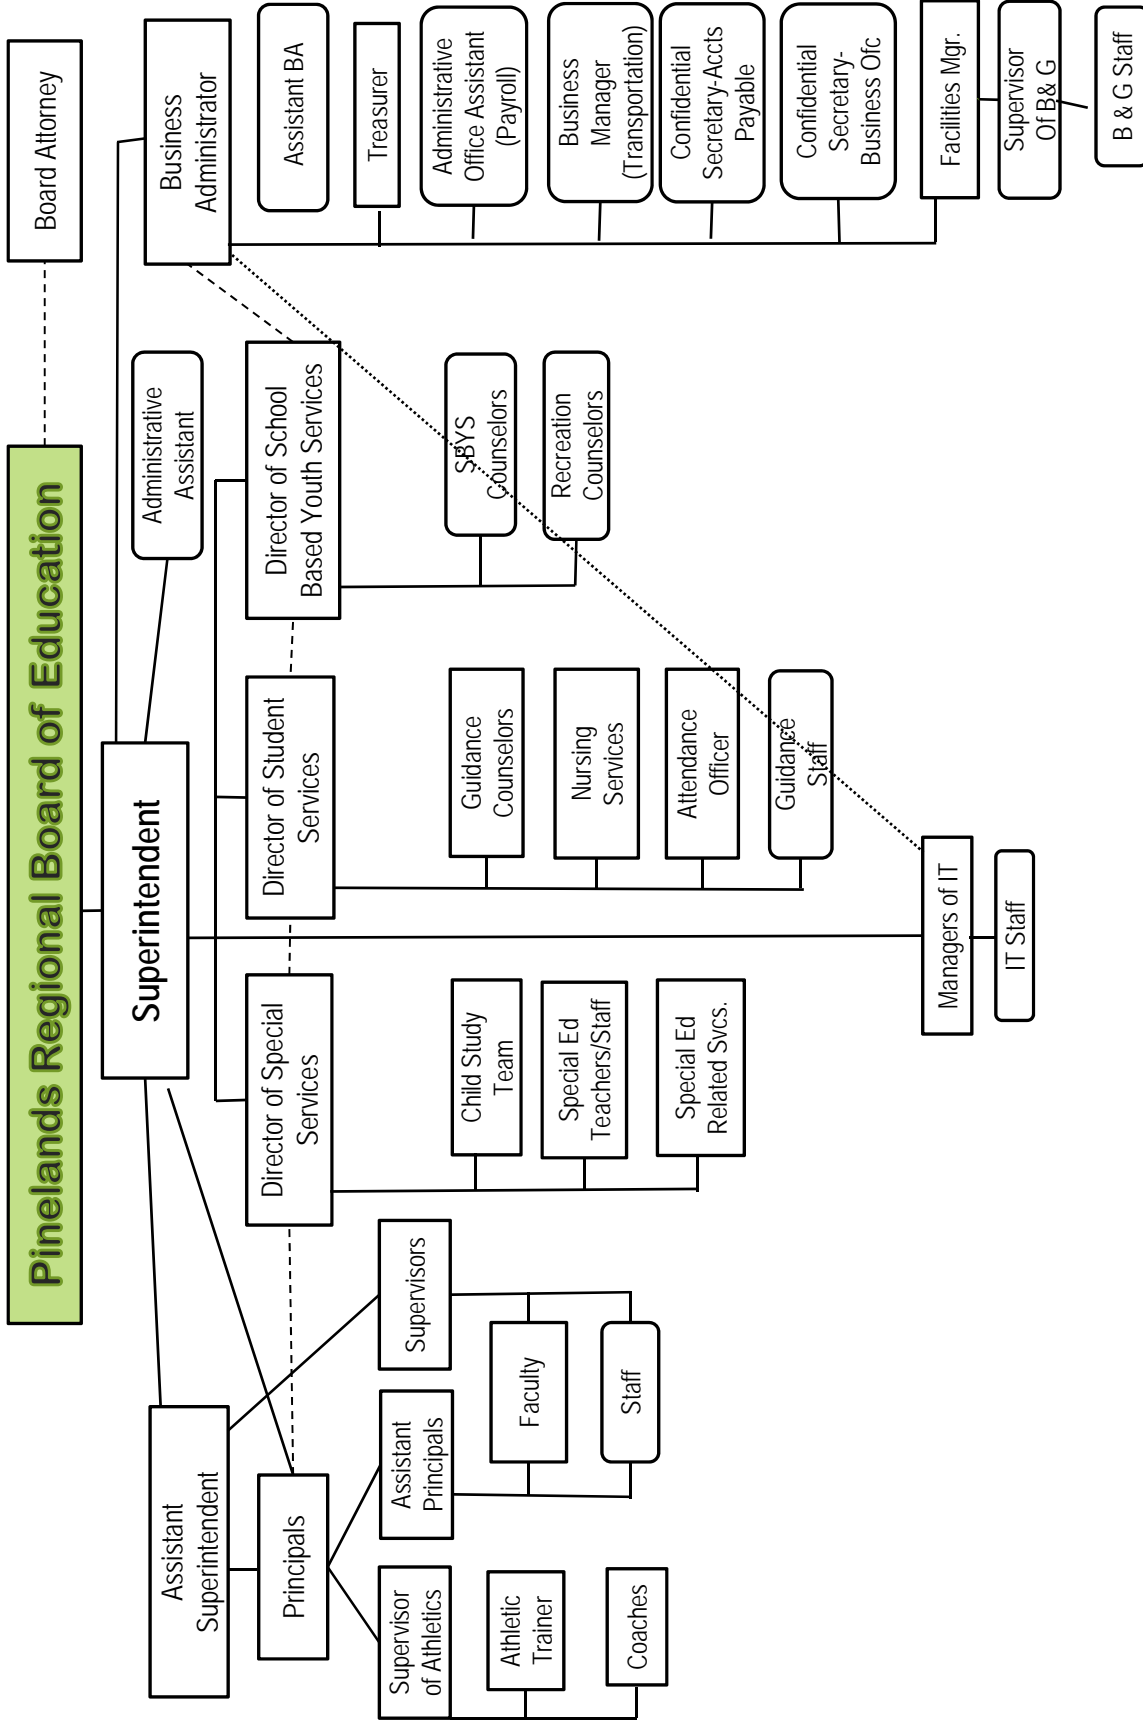 Pinelands Regional Board of Education
Board Attorney
Superintendent
Administrative
Assistant
Business
Administrator
Assistant
Superintendent
Principals
Supervisor
of Athletics
Athletic
Trainer
Coaches
Assistant
Principals
Supervisors
Faculty
Staff
Director of Special
Services
Child Study
Team
Special Ed
Teachers/Staff
Special Ed
Related Svcs.
Director of Student
Services
Guidance
Counselors
Nursing
Services
Attendance
Officer
Guidance
Staff
Director of School
Based Youth Services
SBYS
Counselors
Recreation
Counselors
Managers of IT
IT Staff
Assistant BA
Treasurer
Administrative
Office Assistant
(Payroll)
Business
Manager
(Transportation)
Confidential
Secretary-Accts
Payable
Confidential
Secretary-
Business Ofc
Facilities Mgr.
Supervisor
Of B& G
B & G Staff